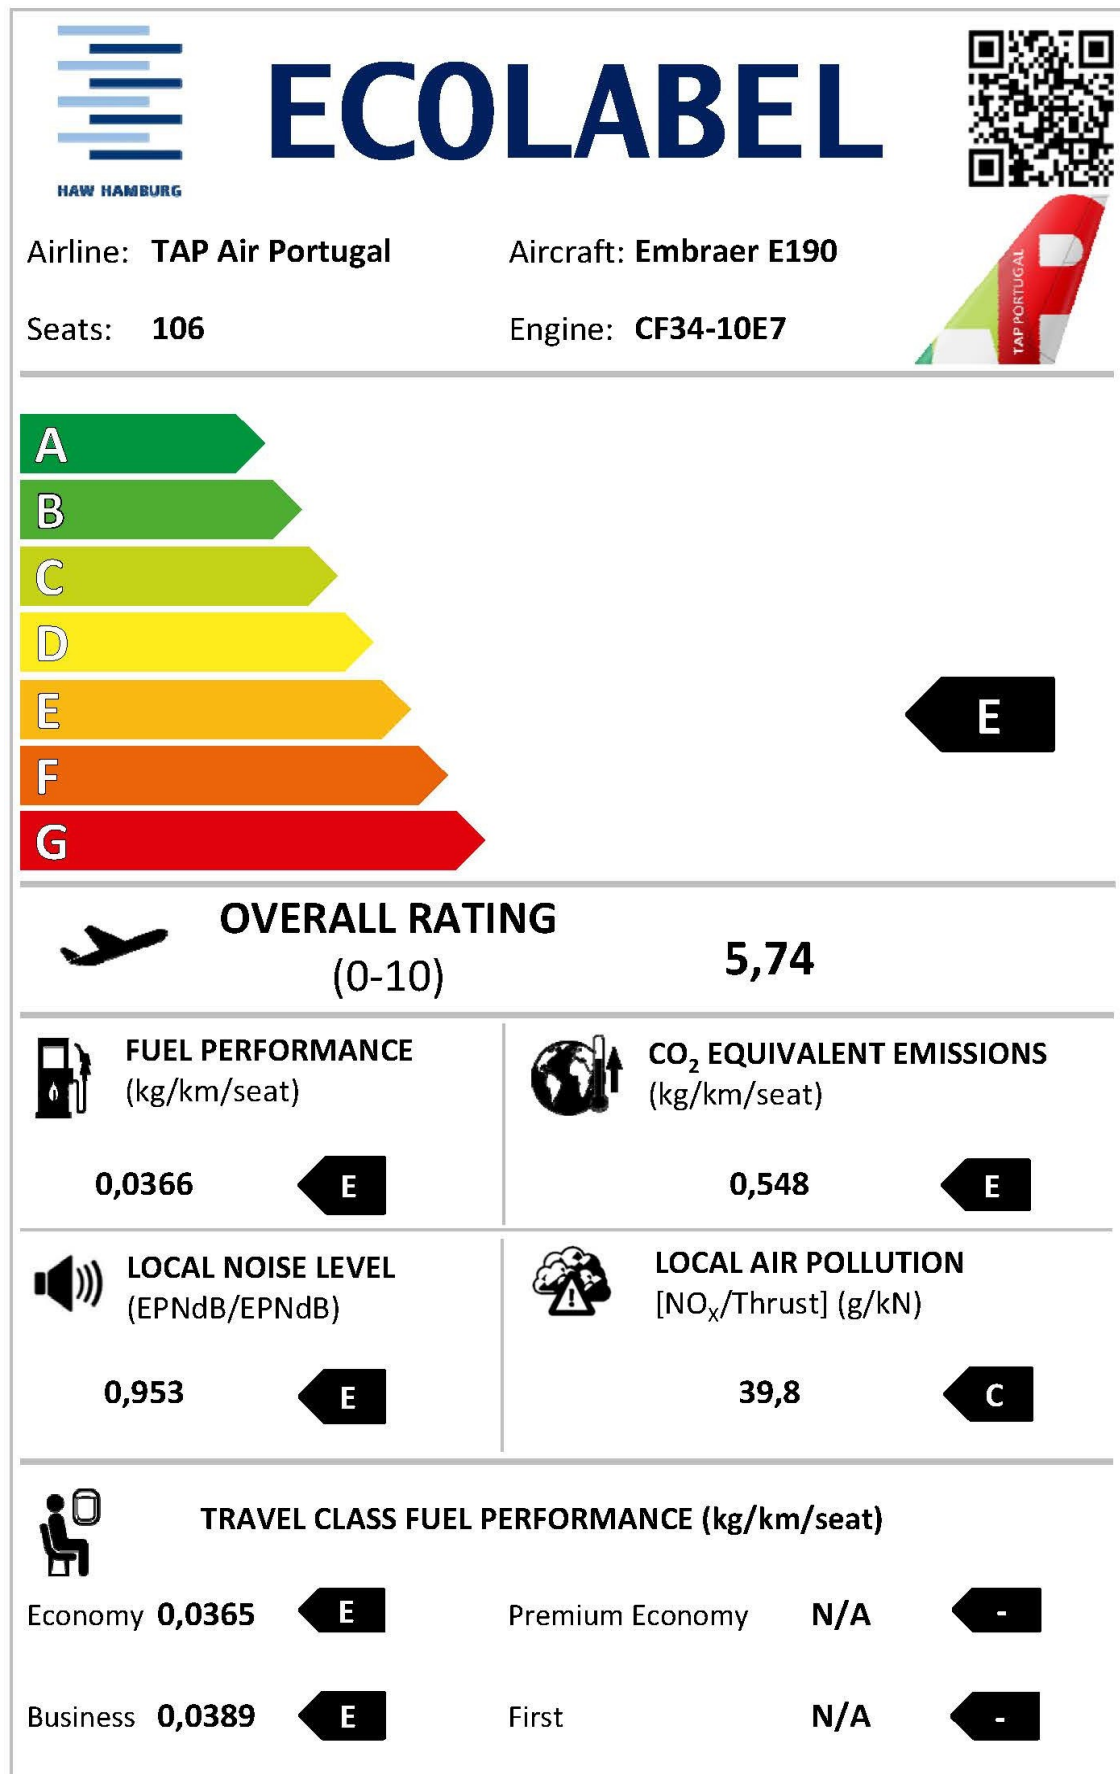 HAW HAMBURG
ECOLABEL
Airline: TAP Air Portugal
Aircraft: Embraer E190
Seats: 106
Engine: CF34-10E7
TAP PORTUGAL
A
B
C
D
E
E
F
G
OVERALL RATING
(0-10)
5,74
FUEL PERFORMANCE
(kg/km/seat)
0,0366 E
CO₂ EQUIVALENT EMISSIONS
(kg/km/seat)
0,548 E
LOCAL NOISE LEVEL
(EPNdB/EPNdB)
0,953 E
LOCAL AIR POLLUTION
[NOₓ/Thrust] (g/kN)
39,8 C
TRAVEL CLASS FUEL PERFORMANCE (kg/km/seat)
Economy 0,0365 E
Premium Economy N/A -
Business 0,0389 E
First N/A -